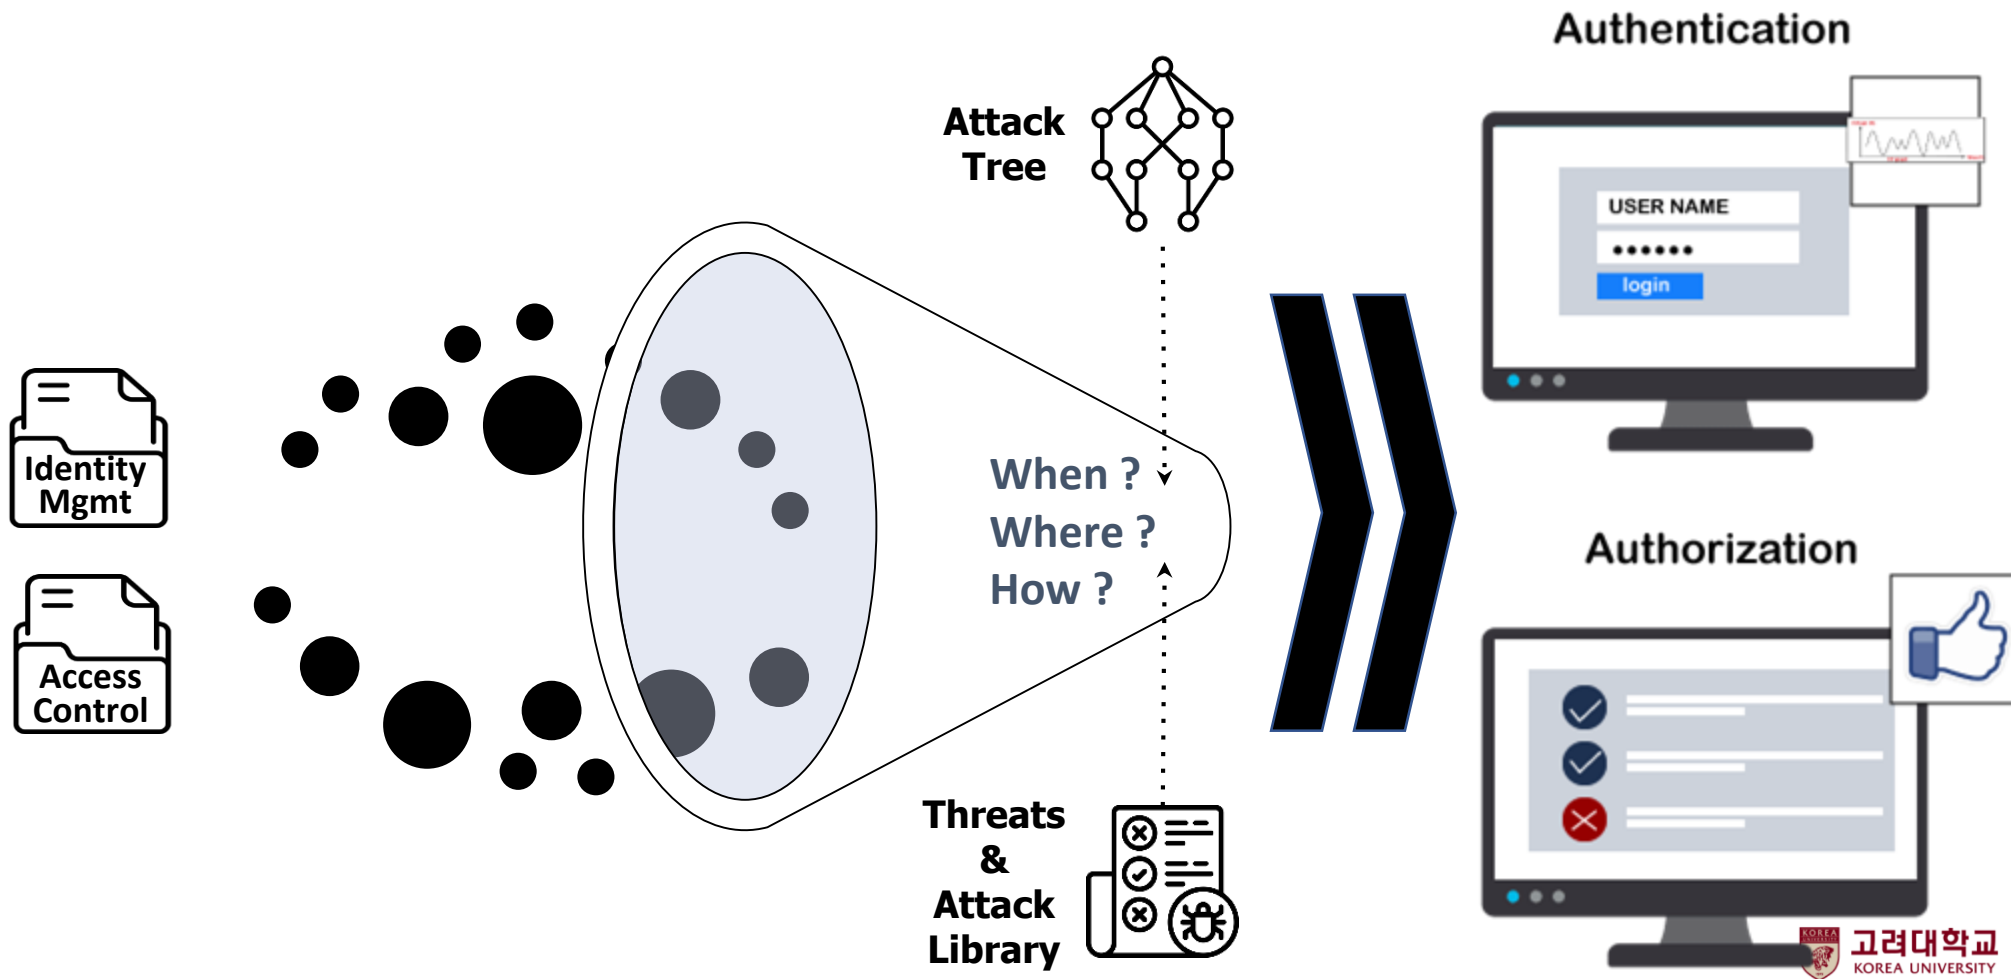 Identity
Mgmt
Access
Control
Attack
Tree
When ?
Where ?
How ?
Threats
&
Attack
Library
Authentication
USER NAME
login
Authorization
KOREA
고려대학교
KOREA UNIVERSITY